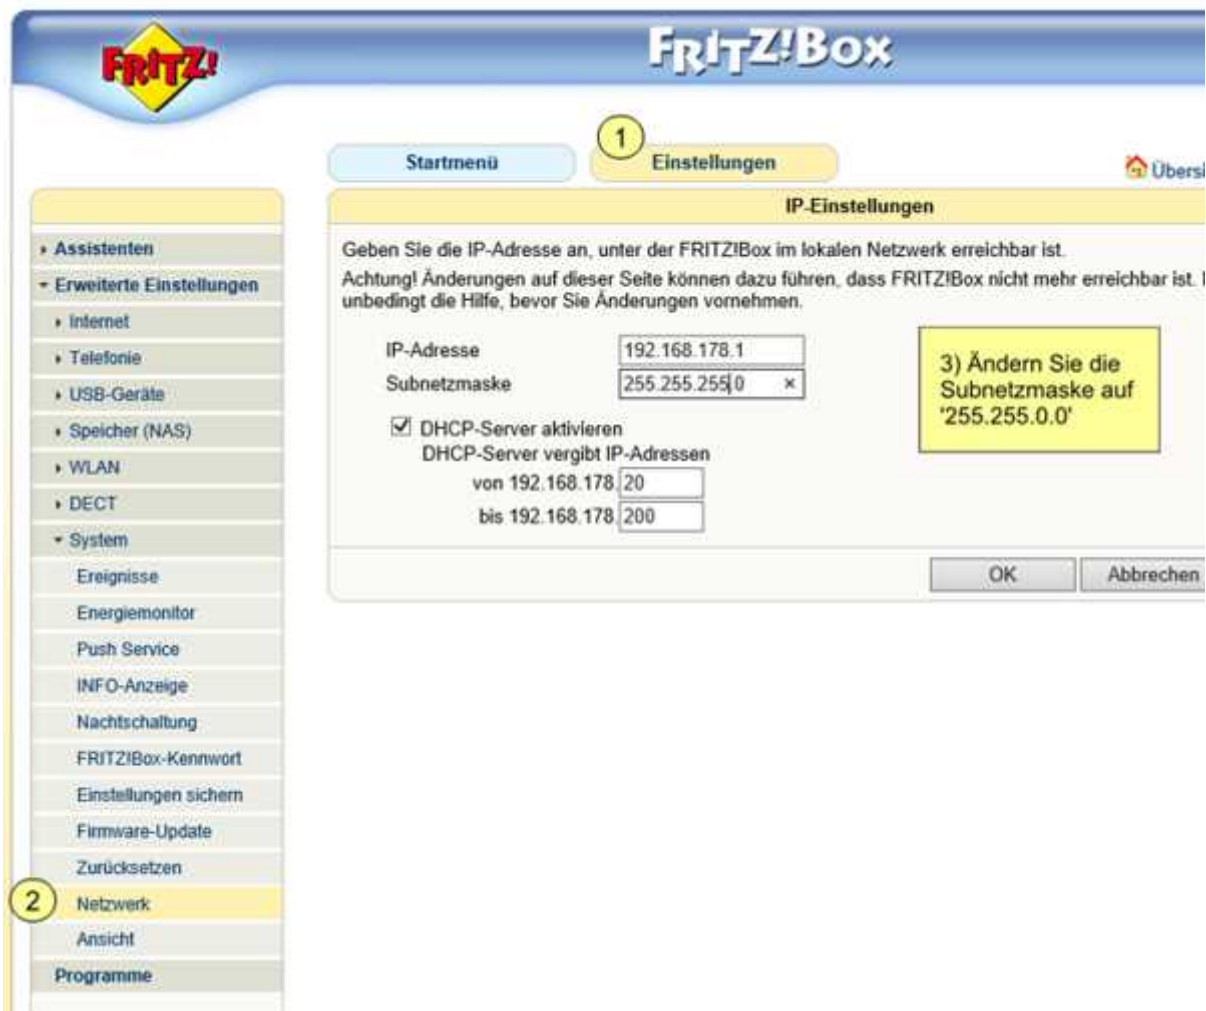 FRITZ!
FRITZ!BOX
1
Startmenü
Einstellungen
IP-Einstellungen
Assistenten
Erweiterte Einstellungen
Internet
Telefonie
USB-Geräte
Speicher (NAS)
WLAN
DECT
System
Ereignisse
Energiemonitor
Push Service
INFO-Anzeige
Nachtschaltung
FRITZ!Box-Kennwort
Einstellungen sichern
Firmware-Update
Zurücksetzen
2
Netzwerk
Ansicht
Programme
Geben Sie die IP-Adresse an, unter der FRITZ!Box im lokalen Netzwerk erreichbar ist.
Achtung! Änderungen auf dieser Seite können dazu führen, dass FRITZ!Box nicht mehr erreichbar ist.
unbedingt die Hilfe, bevor Sie Änderungen vornehmen.
IP-Adresse 192.168.178.1
Subnetzmaske 255.255.255.0 ×
DHCP-Server aktivieren
DHCP-Server vergibt IP-Adressen
von 192.168.178. 20
bis 192.168.178. 200
3) Ändern Sie die
Subnetzmaske auf
'255.255.0.0'
OK
Abbrechen